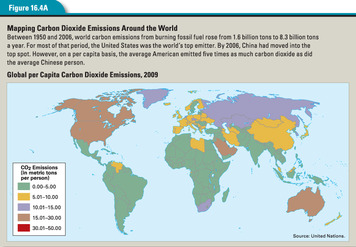 Figure 16.4A
Mapping Carbon Dioxide Emissions Around the World
Between 1950 and 2006, world carbon emissions from burning fossil fuel rose from 1.6 billion tons to 8.3 billion tons
a year. For most of that period, the United States was the world's top emitter. By 2006, China had moved into the
top spot. However, on a per capita basis, the average American emitted five times as much carbon dioxide as did
the average Chinese person.
Global per Capita Carbon Dioxide Emissions, 2009
CO2 Emissions
(in metric tons
per person)
0.00–5.00
5.01–10.00
10.01–15.00
15.01–30.00
30.01–50.00
Source: United Nations.